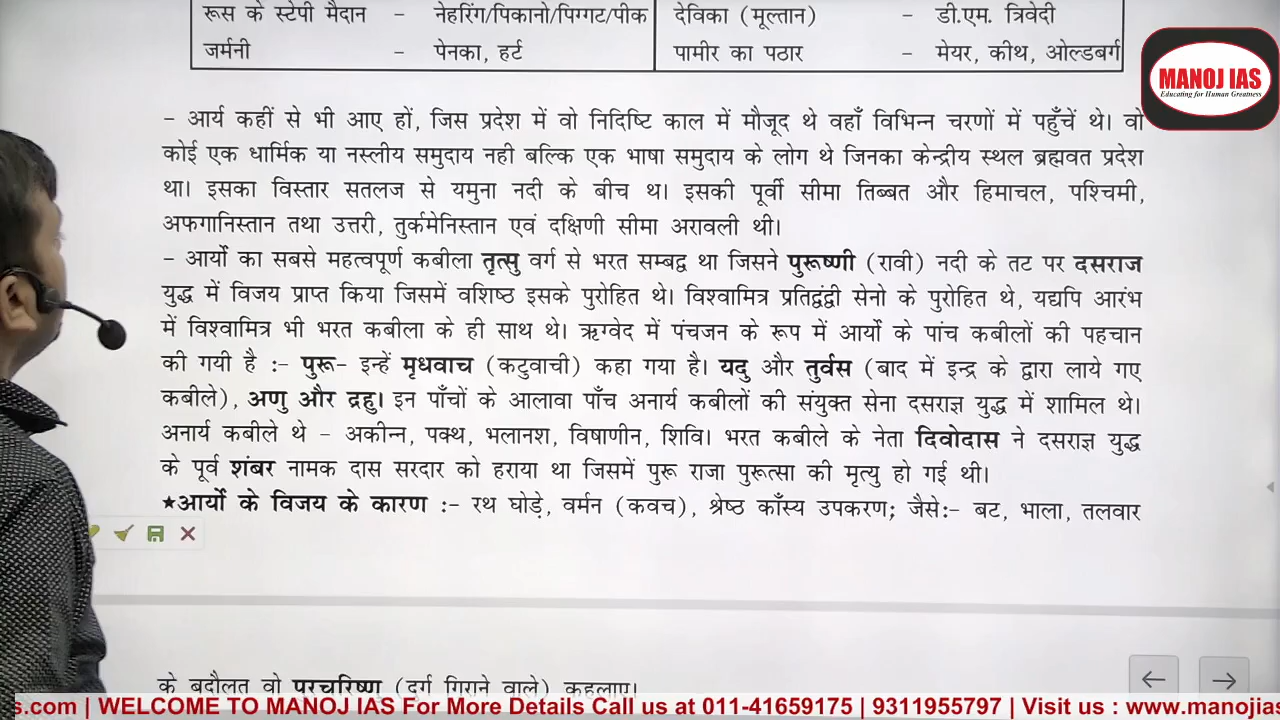 रूस के स्टेपी मैदान - नेहरिंग/पिकानो/पिग्गट/पीक देविका (मूल्तान) - डी.एम. त्रिवेदी
जर्मनी - पेनका, हर्ट पामीर का पठार - मेयर, कीथ, ओल्डबर्ग
MANOJ IAS
Educating for Human Greatness
- आर्य कहीं से भी आए हों, जिस प्रदेश में वो निदिष्टि काल में मौजूद थे वहाँ विभिन्न चरणों में पहुँचें थे। वो
कोई एक धार्मिक या नस्लीय समुदाय नही बल्कि एक भाषा समुदाय के लोग थे जिनका केन्द्रीय स्थल ब्रह्मवत प्रदेश
था। इसका विस्तार सतलज से यमुना नदी के बीच थ। इसकी पूर्वी सीमा तिब्बत और हिमाचल, पश्चिमी,
अफगानिस्तान तथा उत्तरी, तुर्कमेनिस्तान एवं दक्षिणी सीमा अरावली थी।
- आर्यों का सबसे महत्वपूर्ण कबीला तृत्सु वर्ग से भरत सम्बद्व था जिसने पुरूष्णी (रावी) नदी के तट पर दसराज
युद्ध में विजय प्राप्त किया जिसमें वशिष्ठ इसके पुरोहित थे। विश्वामित्र प्रतिद्वंद्वी सेनो के पुरोहित थे, यद्यपि आरंभ
में विश्वामित्र भी भरत कबीला के ही साथ थे। ऋग्वेद में पंचजन के रूप में आर्यो के पांच कबीलों की पहचान
की गयी है :- पुरू- इन्हें मृधवाच (कटुवाची) कहा गया है। यदु और तुर्वस (बाद में इन्द्र के द्वारा लाये गए
कबीले), अणु और द्रहु। इन पाँचों के आलावा पाँच अनार्य कबीलों की संयुक्त सेना दसराज्ञ युद्ध में शामिल थे।
अनार्य कबीले थे - अकीन्न, पक्थ, भलानश, विषाणीन, शिवि। भरत कबीले के नेता दिवोदास ने दसराज्ञ युद्ध
के पूर्व शंबर नामक दास सरदार को हराया था जिसमें पुरू राजा पुरूत्सा की मृत्यु हो गई थी।
★आर्यो के विजय के कारण :- रथ घोड़े, वर्मन (कवच), श्रेष्ठ काँस्य उपकरण; जैसे:- बट, भाला, तलवार
के बदौलत वो पुरचरिष्णु (दुर्ग गिराने वाले) कहलाए।
s.com | WELCOME TO MANOJ IAS For More Details Call us at 011-41659175 | 9311955797 | Visit us : www.manojias